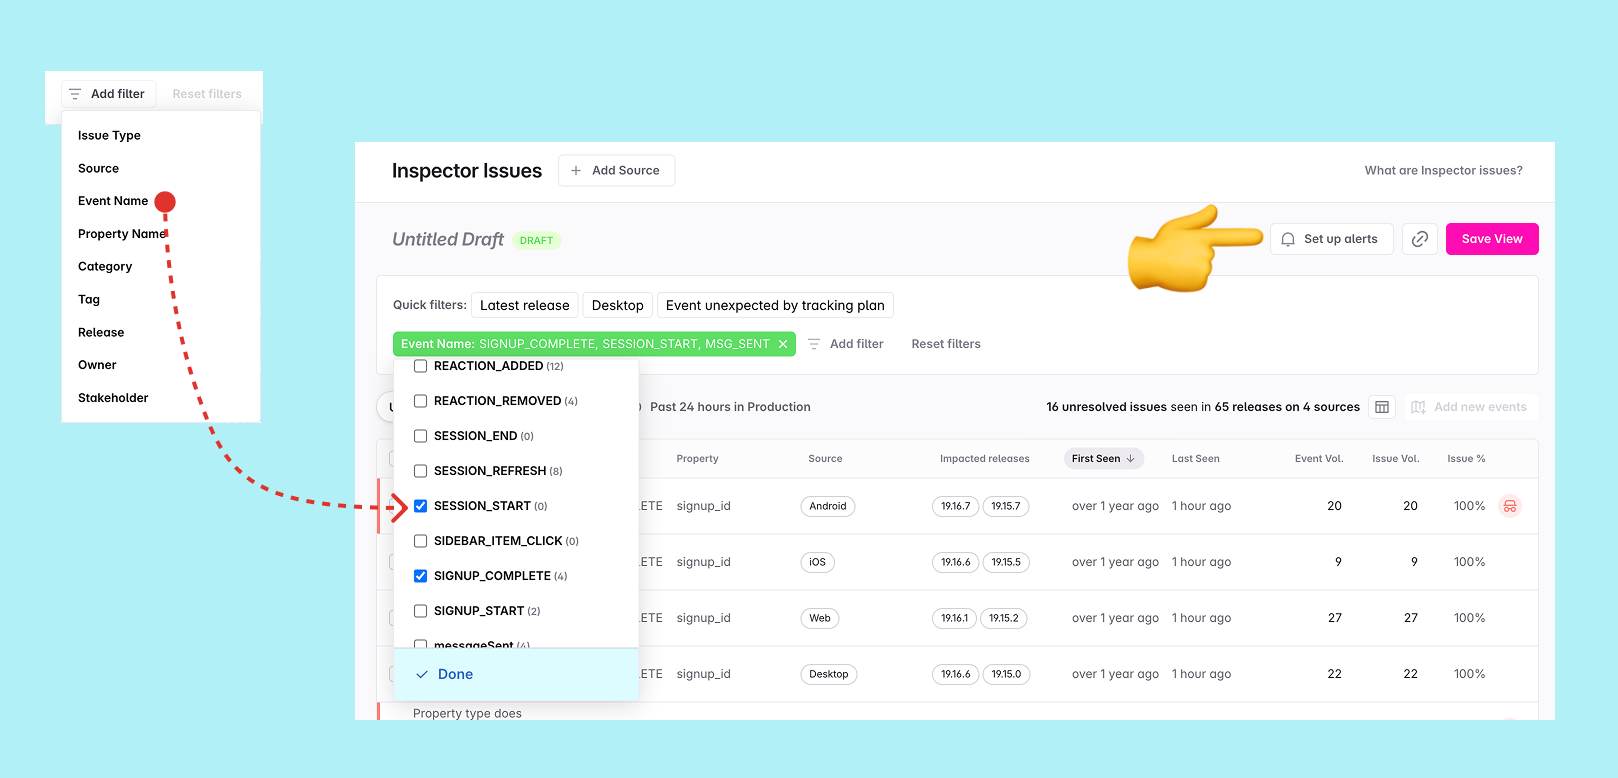 Add filter
Reset filters
Issue Type
Source
Event Name
Property Name
Category
Tag
Release
Owner
Stakeholder
Inspector Issues
Add Source
What are Inspector issues?
Untitled Draft DRAFT
Set up alerts
Save View
Quick filters: Latest release Desktop Event unexpected by tracking plan
Event Name: SIGNUP_COMPLETE, SESSION_START, MSG_SENT
Add filter
Reset filters
Past 24 hours in Production
16 unresolved issues seen in 65 releases on 4 sources
Add new events
REACTION_ADDED (12)
REACTION_REMOVED (4)
SESSION_END (0)
SESSION_REFRESH (8)
SESSION_START (0)
SIDEBAR_ITEM_CLICK (0)
SIGNUP_COMPLETE (4)
SIGNUP_START (2)
messageSent (4)
Done
Property Source Impacted releases First Seen Last Seen Event Vol. Issue Vol. Issue %
ETE signup_id Android 19.16.7 19.15.7 over 1 year ago 1 hour ago 20 20 100%
ETE signup_id iOS 19.16.6 19.15.5 over 1 year ago 1 hour ago 9 9 100%
ETE signup_id Web 19.16.1 19.15.2 over 1 year ago 1 hour ago 27 27 100%
ETE signup_id Desktop 19.16.6 19.15.0 over 1 year ago 1 hour ago 22 22 100%
Property type does